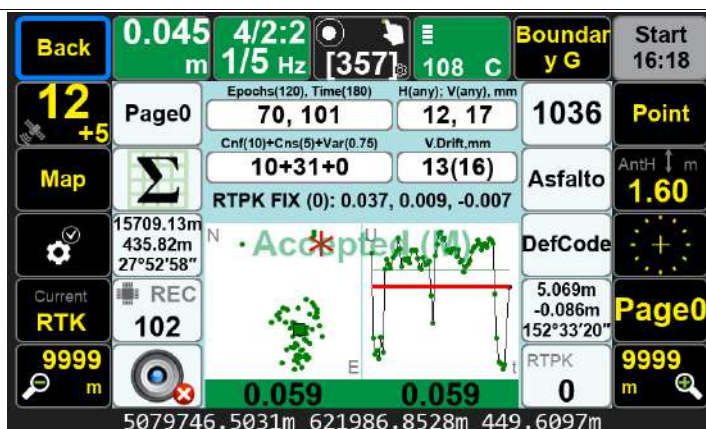 Back
0.045
m
4/2:2
1/5 Hz
[357]
108 C
Boundar
y G
Start
16:18
12
+5
Page0
Epochs(120), Time(180)
70, 101
H(any); V(any), mm
12, 17
1036
Point
Map
Σ
Cnf(10)+Cns(5)+Var(0.75)
10+31+0
V.Drift,mm
13(16)
Asfalto
AntH m
1.60
RTPK FIX (0): 0.037, 0.009, -0.007
15709.13m
435.82m
27°52'58"
N
Accepted (M)
U
DefCode
Current
RTK
REC
102
5.069m
-0.086m
152°33'20"
Page0
E
t
9999
m
0.059
0.059
RTPK
0
9999
m
5079746.5031m 621986.8528m 449.6097m